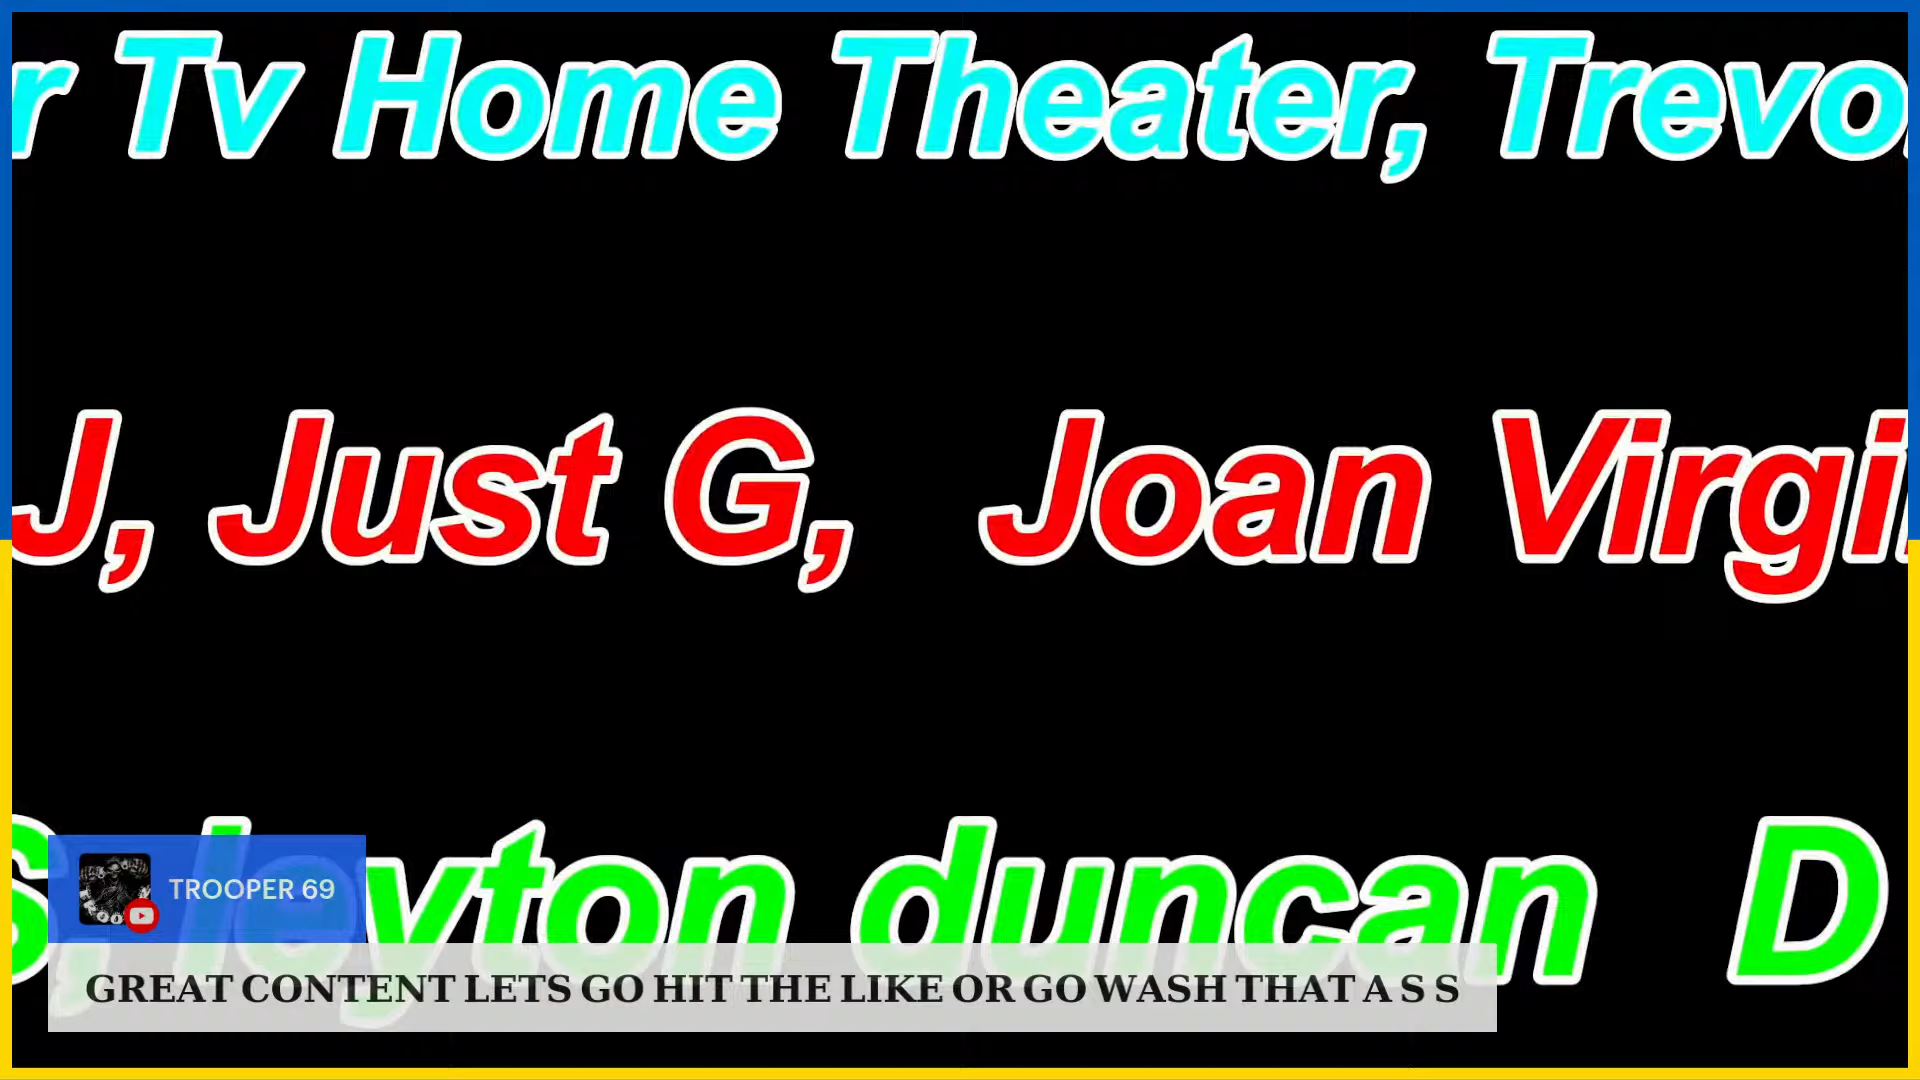 r Tv Home Theater, Trevo
J, Just G, Joan Virgi
S, leyton duncan D
TROOPER 69
GREAT CONTENT LETS GO HIT THE LIKE OR GO WASH THAT A S S